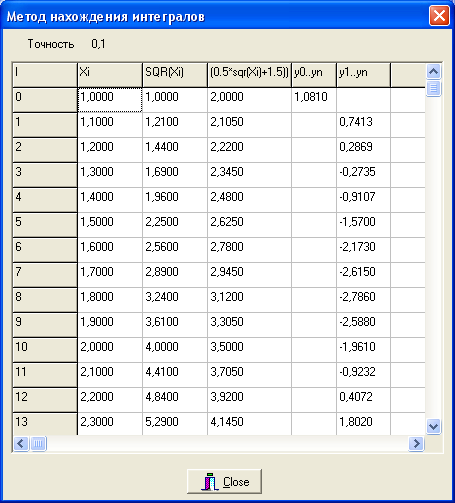 Метод нахождения интегралов
Точность 0,1
I Xi SQR(Xi) (0.5*sqr(Xi)+1.5)) y0..yn y1..yn
0 1,0000 1,0000 2,0000 1,0810
1 1,1000 1,2100 2,1050 0,7413
2 1,2000 1,4400 2,2200 0,2869
3 1,3000 1,6900 2,3450 -0,2735
4 1,4000 1,9600 2,4800 -0,9107
5 1,5000 2,2500 2,6250 -1,5700
6 1,6000 2,5600 2,7800 -2,1730
7 1,7000 2,8900 2,9450 -2,6150
8 1,8000 3,2400 3,1200 -2,7860
9 1,9000 3,6100 3,3050 -2,5880
10 2,0000 4,0000 3,5000 -1,9610
11 2,1000 4,4100 3,7050 -0,9232
12 2,2000 4,8400 3,9200 0,4072
13 2,3000 5,2900 4,1450 1,8020
Close